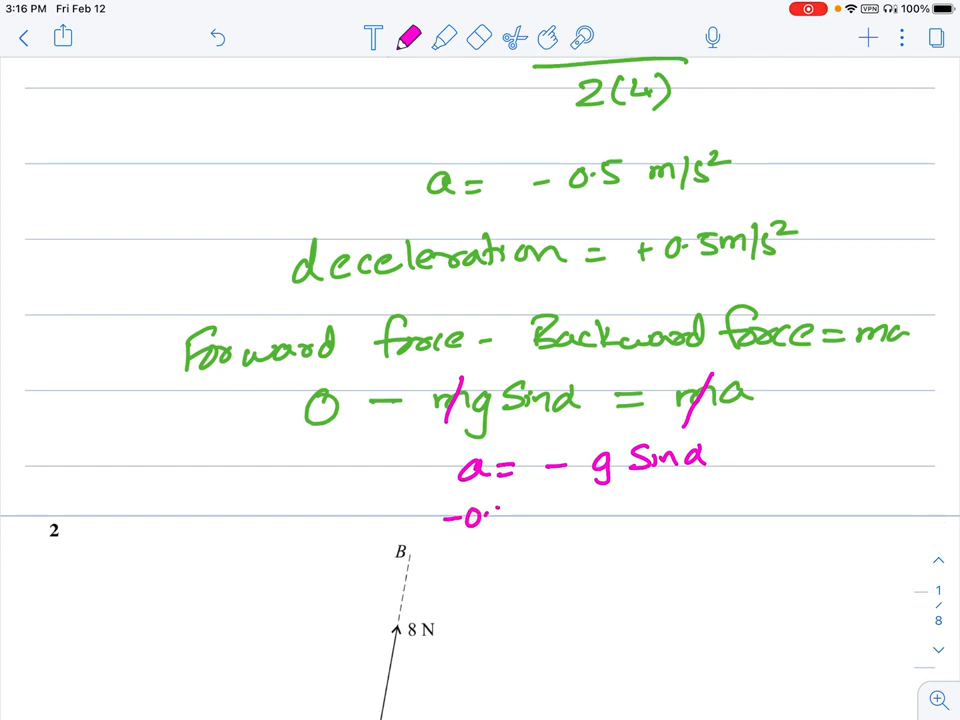 3:16 PM Fri Feb 12
VPN 100%
T
2(4)
a = - 0.5 m/s²
deceleration = + 0.5 m/s²
Forward force - Backward force = ma
0 - mg sinα = ma
a = - g sinα
-0.
2
B
8 N
1
/
8